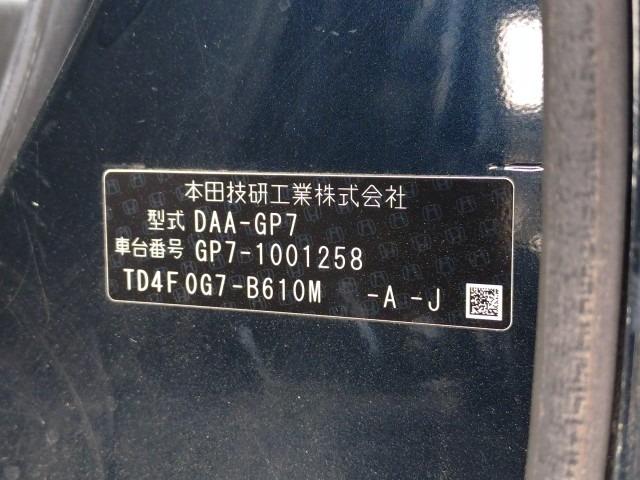 本田技研工業株式会社
型式 DAA-GP7
車台番号 GP7-1001258
TD4F0G7-B610M -A -J